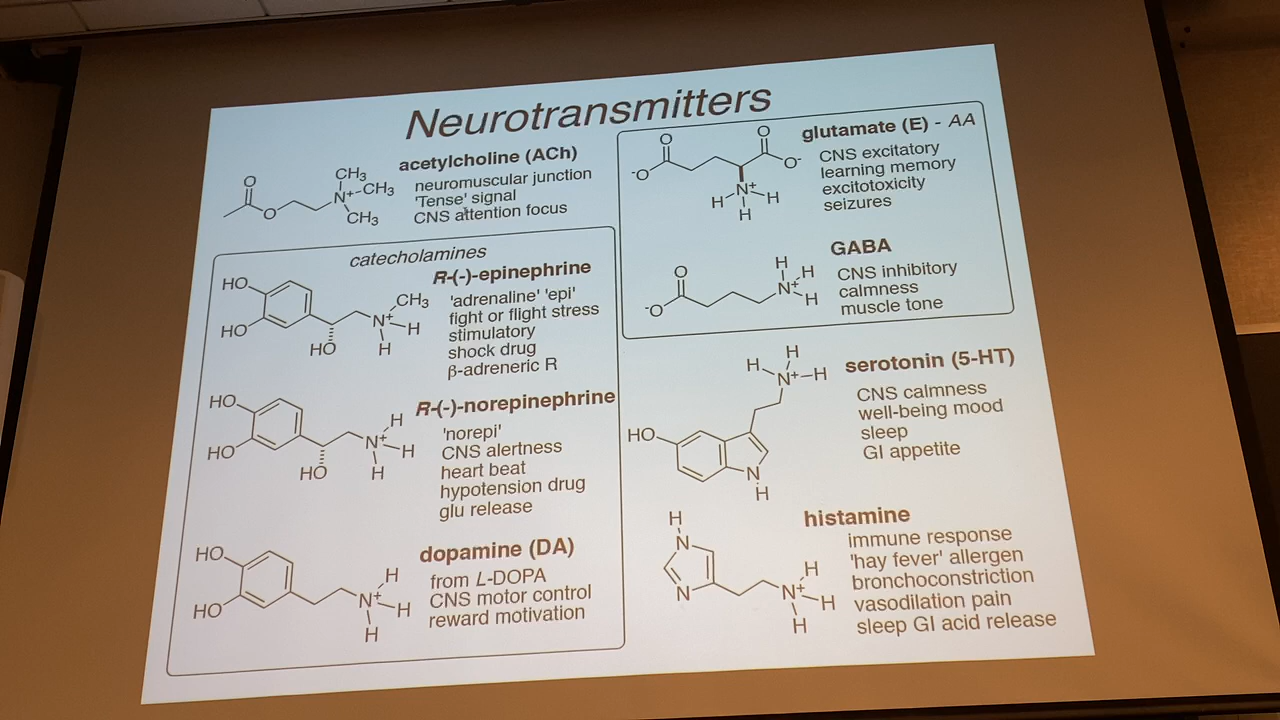 Neurotransmitters
acetylcholine (ACh)
neuromuscular junction
'Tense' signal
CNS attention focus
O
O
CH3
N+-CH3
CH3
catecholamines
R-(-)-epinephrine
'adrenaline' 'epi'
fight or flight stress
stimulatory
shock drug
β-adreneric R
HO
HO
HO
CH3
N+
H
H
R-(-)-norepinephrine
'norepi'
CNS alertness
heart beat
hypotension drug
glu release
HO
HO
HO
H
N+
H
H
dopamine (DA)
from L-DOPA
CNS motor control
reward motivation
HO
HO
H
N+
H
H
glutamate (E) - AA
CNS excitatory
learning memory
excitotoxicity
seizures
O
-O
O
O-
N+
H
H
H
GABA
CNS inhibitory
calmness
muscle tone
O
-O
H
H
N+
H
serotonin (5-HT)
CNS calmness
well-being mood
sleep
GI appetite
H
H
N+-H
HO
N
H
histamine
immune response
'hay fever' allergen
bronchoconstriction
vasodilation pain
sleep GI acid release
H
N
N
H
N+
H
H